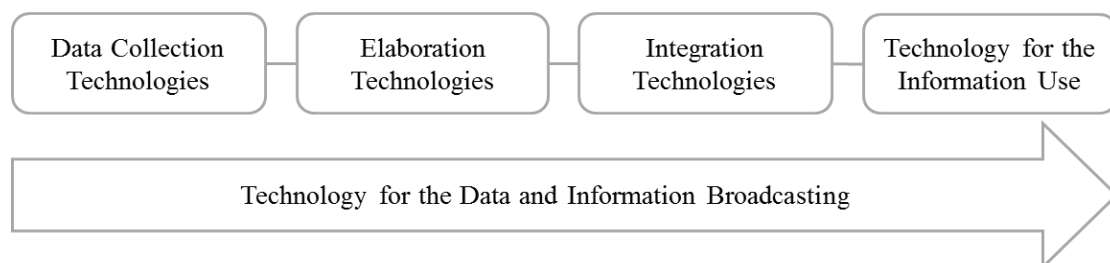 Data Collection
Technologies
Elaboration
Technologies
Integration
Technologies
Technology for the
Information Use
Technology for the Data and Information Broadcasting